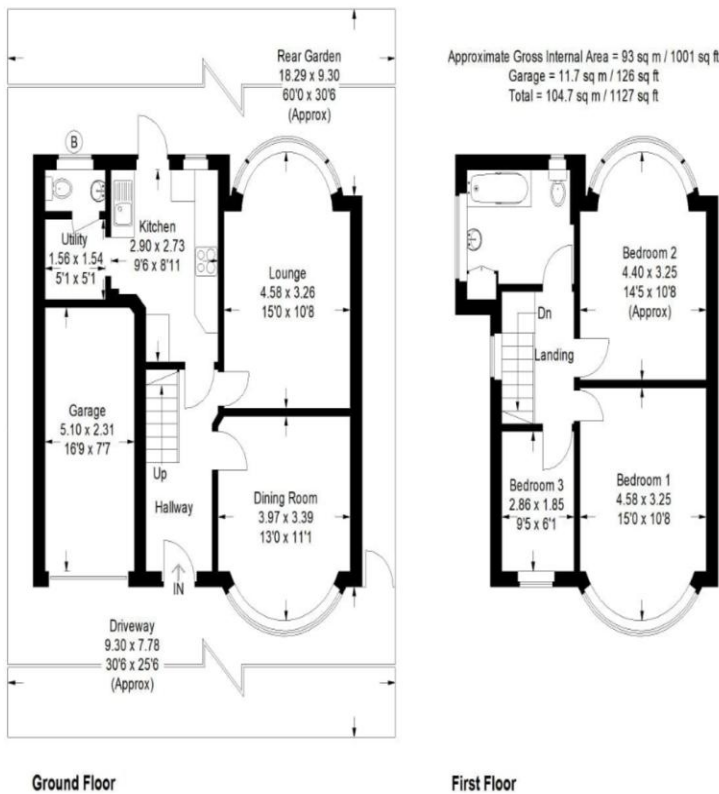 Rear Garden
18.29 x 9.30
60'0 x 30'6
(Approx)
Approximate Gross Internal Area = 93 sq m / 1001 sq ft
Garage = 11.7 sq m / 126 sq ft
Total = 104.7 sq m / 1127 sq ft
B
Kitchen
2.90 x 2.73
9'6 x 8'11
Utility
1.56 x 1.54
5'1 x 5'1
Lounge
4.58 x 3.26
15'0 x 10'8
Garage
5.10 x 2.31
16'9 x 7'7
Up
Hallway
Dining Room
3.97 x 3.39
13'0 x 11'1
IN
Driveway
9.30 x 7.78
30'6 x 25'6
(Approx)
Bedroom 2
4.40 x 3.25
14'5 x 10'8
(Approx)
Dn
Landing
Bedroom 3
2.86 x 1.85
9'5 x 6'1
Bedroom 1
4.58 x 3.25
15'0 x 10'8
Ground Floor
First Floor